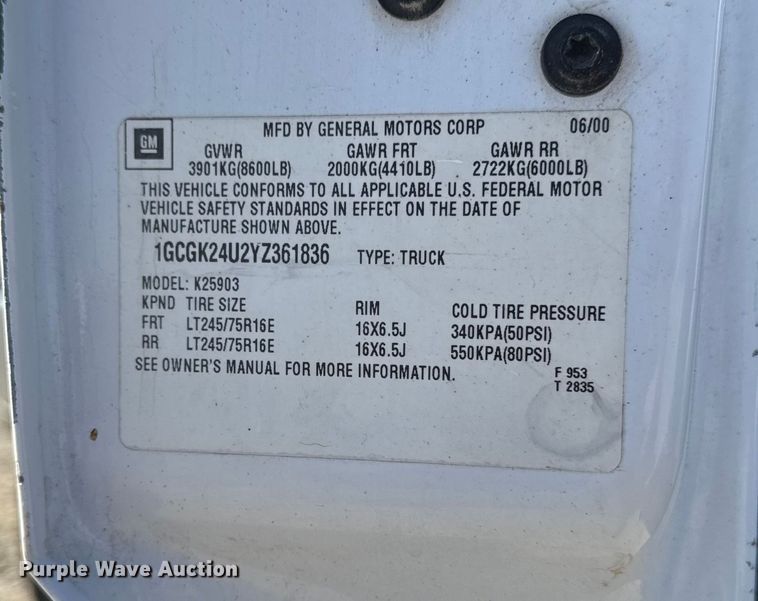 GM
MFD BY GENERAL MOTORS CORP 06/00
GVWR GAWR FRT GAWR RR
3901KG(8600LB) 2000KG(4410LB) 2722KG(6000LB)
THIS VEHICLE CONFORMS TO ALL APPLICABLE U.S. FEDERAL MOTOR
VEHICLE SAFETY STANDARDS IN EFFECT ON THE DATE OF
MANUFACTURE SHOWN ABOVE.
1GCGK24U2YZ361836 TYPE: TRUCK
MODEL: K25903
KPND TIRE SIZE RIM COLD TIRE PRESSURE
FRT LT245/75R16E 16X6.5J 340KPA(50PSI)
RR LT245/75R16E 16X6.5J 550KPA(80PSI)
SEE OWNER'S MANUAL FOR MORE INFORMATION.
F 953
T 2835
Purple Wave Auction